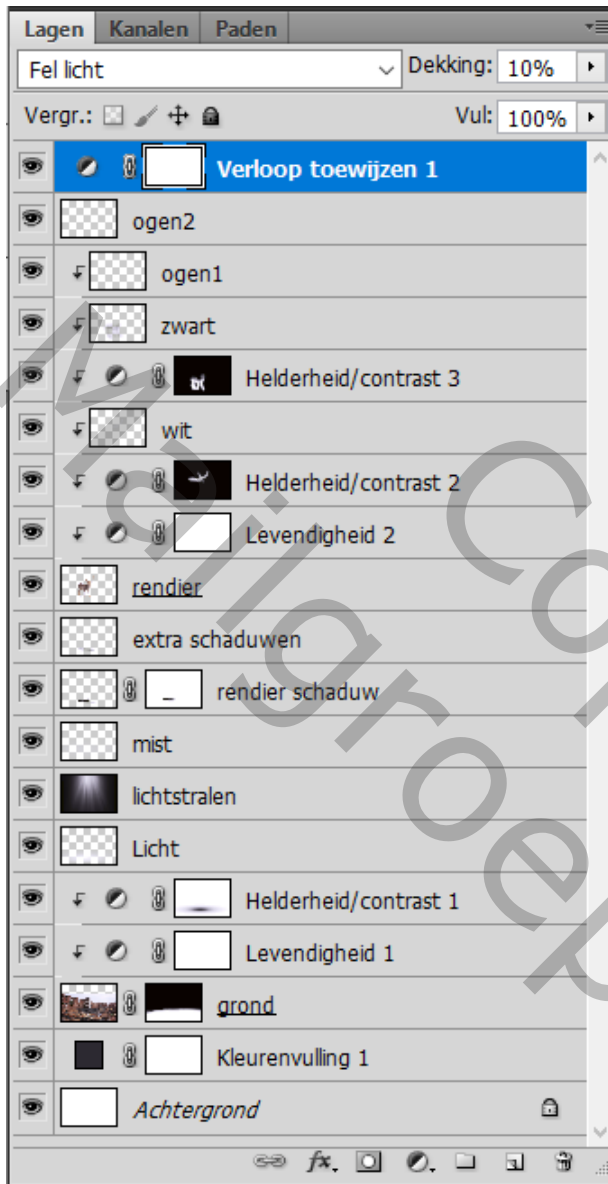 Lagen Kanalen Paden
Fel licht Dekking: 10%
Vergr.: Vul: 100%
Verloop toewijzen 1
ogen2
ogen1
zwart
Helderheid/contrast 3
wit
Helderheid/contrast 2
Levendigheid 2
rendier
extra schaduwen
rendier schaduw
mist
lichtstralen
Licht
Helderheid/contrast 1
Levendigheid 1
grond
Kleurenvulling 1
Achtergrond
fx.
Mailgroep